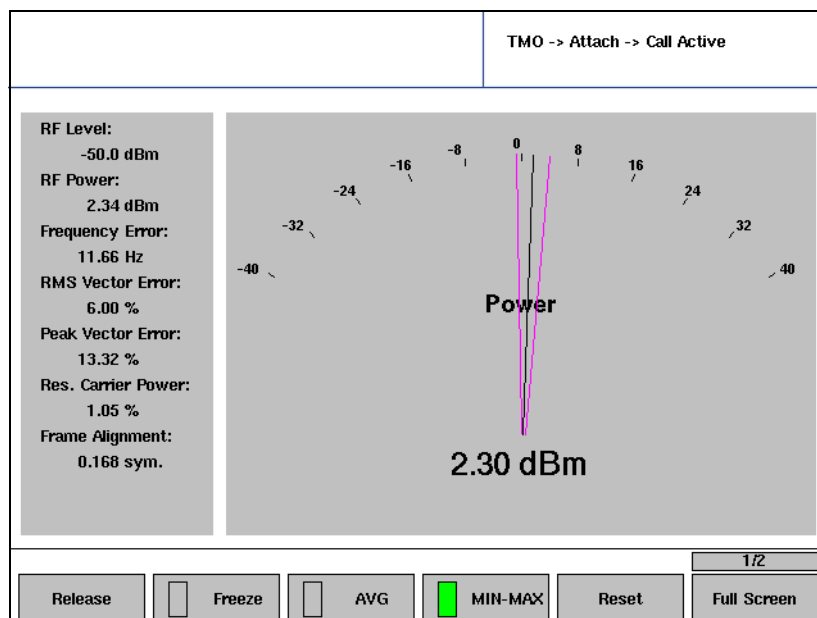 TMO -> Attach -> Call Active
RF Level:
-50.0 dBm
RF Power:
2.34 dBm
Frequency Error:
11.66 Hz
RMS Vector Error:
6.00 %
Peak Vector Error:
13.32 %
Res. Carrier Power:
1.05 %
Frame Alignment:
0.168 sym.
-40
-32
-24
-16
-8
0
8
16
24
32
40
Power
2.30 dBm
1/2
Release
Freeze
AVG
MIN-MAX
Reset
Full Screen